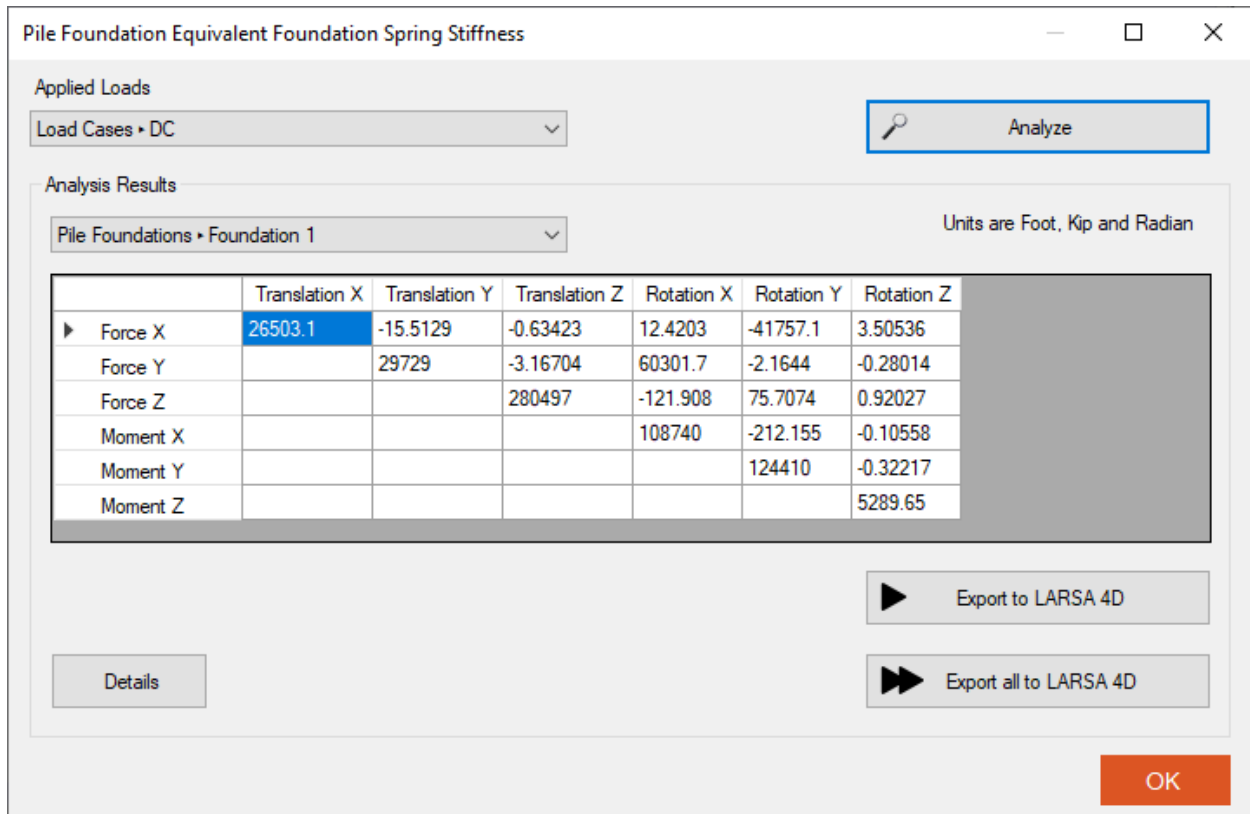 Pile Foundation Equivalent Foundation Spring Stiffness
Applied Loads
Load Cases ‣ DC
Analyze
Analysis Results
Pile Foundations ‣ Foundation 1
Units are Foot, Kip and Radian
Translation X Translation Y Translation Z Rotation X Rotation Y Rotation Z
Force X 26503.1 -15.5129 -0.63423 12.4203 -41757.1 3.50536
Force Y 29729 -3.16704 60301.7 -2.1644 -0.28014
Force Z 280497 -121.908 75.7074 0.92027
Moment X 108740 -212.155 -0.10558
Moment Y 124410 -0.32217
Moment Z 5289.65
Export to LARSA 4D
Details
Export all to LARSA 4D
OK